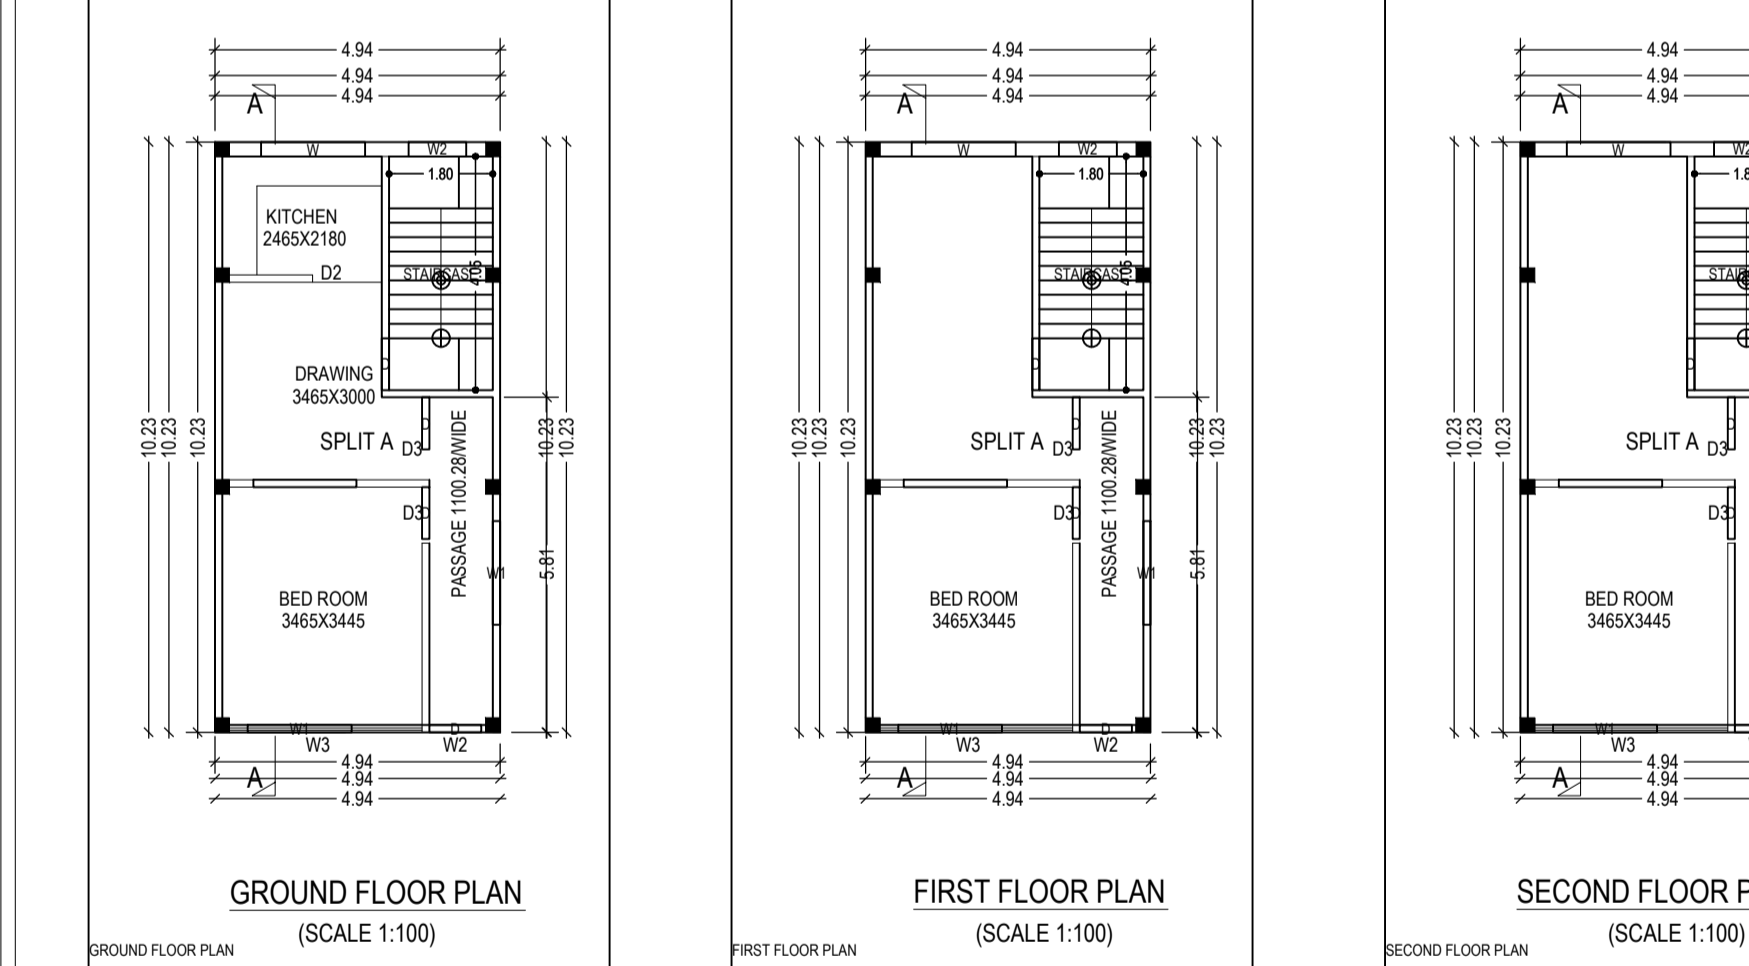 4.94
4.94
4.94
A
W
W2
1.80
KITCHEN
2465X2180
D2
STAIRCASE
4.05
D
DRAWING
3465X3000
D
SPLIT A
D3
10.23
10.23
10.23
10.23
10.23
PASSAGE 1100.28/WIDE
D3
D
W1
5.81
BED ROOM
3465X3445
W1
D
W3
W2
4.94
A
4.94
4.94
GROUND FLOOR PLAN
(SCALE 1:100)
GROUND FLOOR PLAN
4.94
4.94
4.94
A
W
W2
1.80
STAIRCASE
4.05
D
D
SPLIT A
D3
10.23
10.23
10.23
10.23
10.23
PASSAGE 1100.28/WIDE
D3
D
W1
5.81
BED ROOM
3465X3445
W1
D
W3
W2
4.94
A
4.94
4.94
FIRST FLOOR PLAN
(SCALE 1:100)
FIRST FLOOR PLAN
4.94
4.94
4.94
A
W
D
D
SPLIT A
D3
10.23
10.23
10.23
D3
D
BED ROOM
3465X3445
W1
W3
4.94
A
4.94
4.94
SECOND FLOOR P
(SCALE 1:100)
SECOND FLOOR PLAN